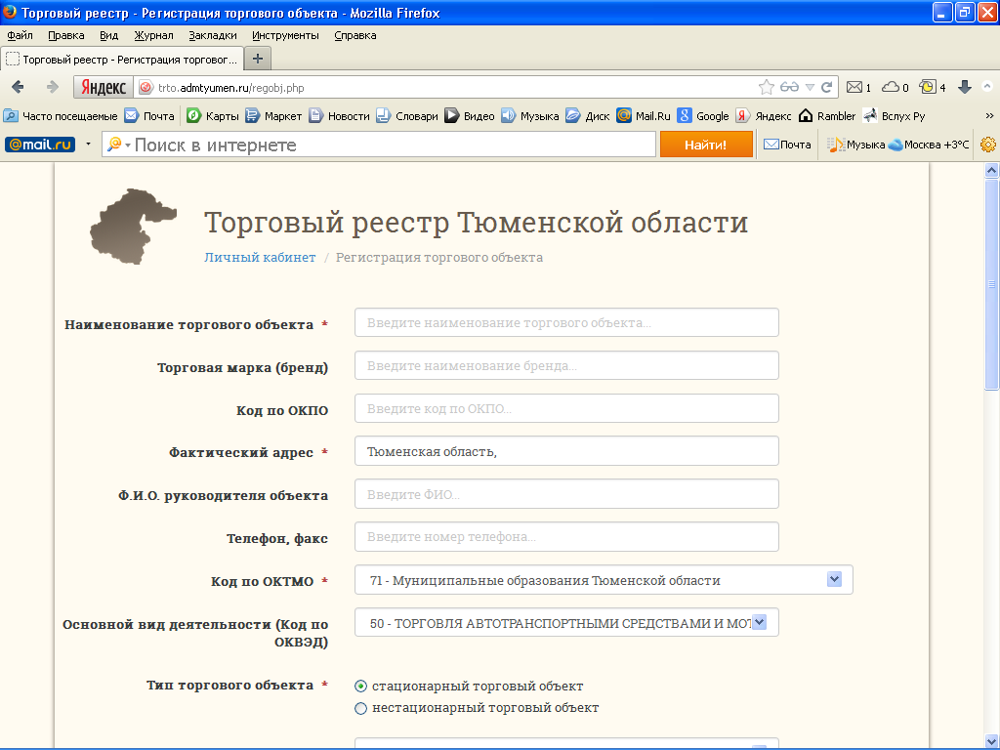 Торговый реестр - Регистрация торгового объекта - Mozilla Firefox
Файл Правка Вид Журнал Закладки Инструменты Справка
Торговый реестр - Регистрация торговог... +
Яндекс trto.admtyumen.ru/regobj.php 1 0 4
Часто посещаемые Почта Карты Маркет Новости Словари Видео Музыка Диск Mail.Ru Google Яндекс Rambler Вслух Ру »
@mail.ru Поиск в интернете Найти! Почта Музыка Москва +3°C
Торговый реестр Тюменской области
Личный кабинет / Регистрация торгового объекта
Наименование торгового объекта * Введите наименование торгового объекта...
Торговая марка (бренд) Введите наименование бренда...
Код по ОКПО Введите код по ОКПО...
Фактический адрес * Тюменская область,
Ф.И.О. руководителя объекта Введите ФИО...
Телефон, факс Введите номер телефона...
Код по ОКТМО * 71 - Муниципальные образования Тюменской области
Основной вид деятельности (Код по
ОКВЭД) 50 - ТОРГОВЛЯ АВТОТРАНСПОРТНЫМИ СРЕДСТВАМИ И МОТ
Тип торгового объекта * стационарный торговый объект
нестационарный торговый объект